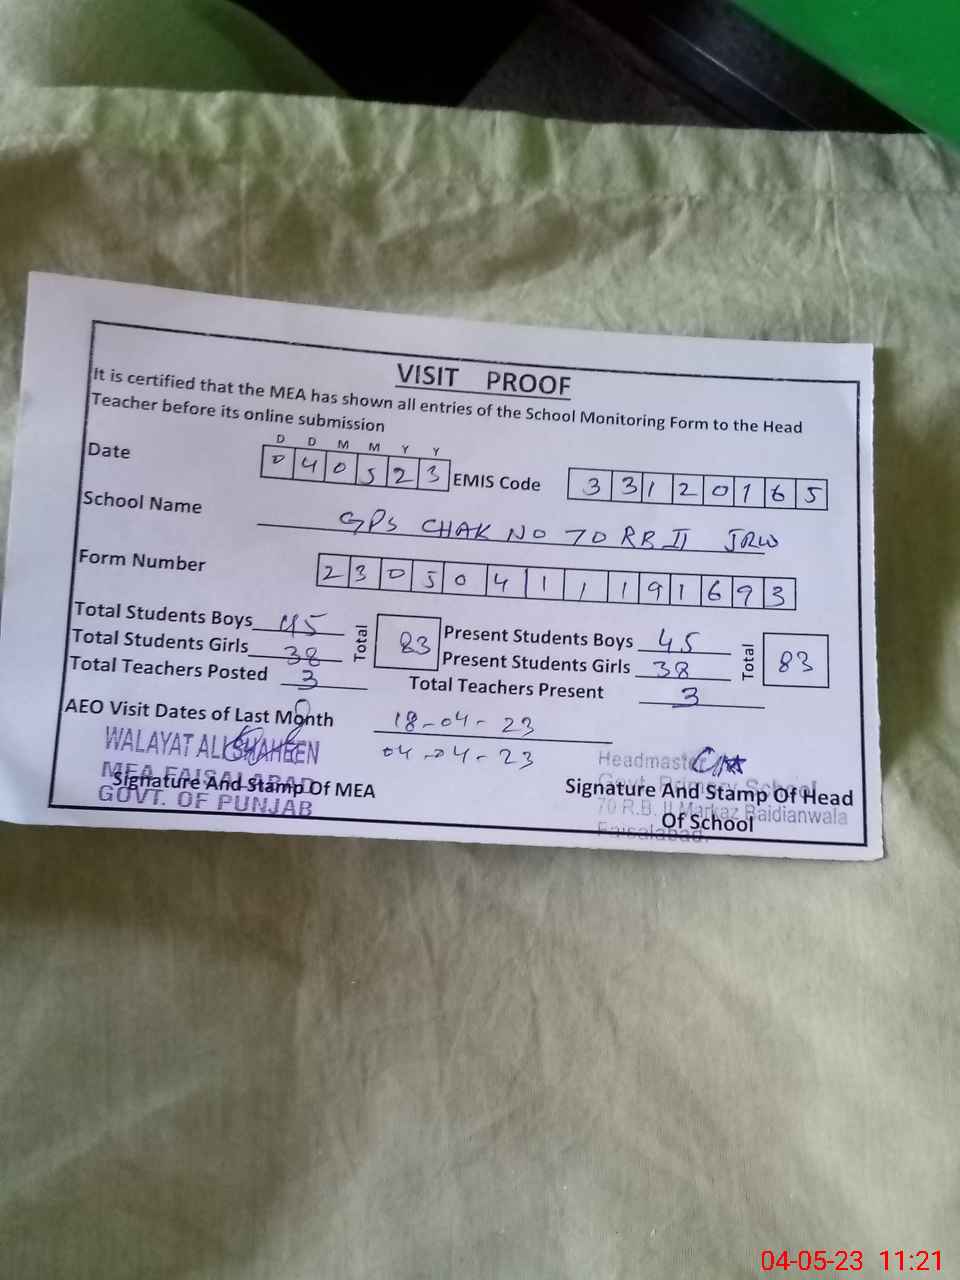 VISIT PROOF
It is certified that the MEA has shown all entries of the School Monitoring Form to the Head
Teacher before its online submission
D D M M Y Y
Date 0 4 0 5 2 3 EMIS Code 3 3 1 2 0 1 6 5
School Name GPS CHAK NO 70 RB II JRW
Form Number 2 3 0 5 0 4 1 1 1 9 1 6 9 3
Total Students Boys 45 Total 83 Present Students Boys 45 Total 83
Total Students Girls 38 Present Students Girls 38
Total Teachers Posted 3 Total Teachers Present 3
AEO Visit Dates of Last Month 18-04-23
04-04-23
WALAYAT ALI SHAHEEN
MEA FAISALABAD
GOVT. OF PUNJAB
Signature And Stamp Of MEA
Headmaster
Govt. Primary School
70 R.B. II Markaz Baidianwala
Faisalabad.
Signature And Stamp Of Head
Of School
04-05-23 11:21